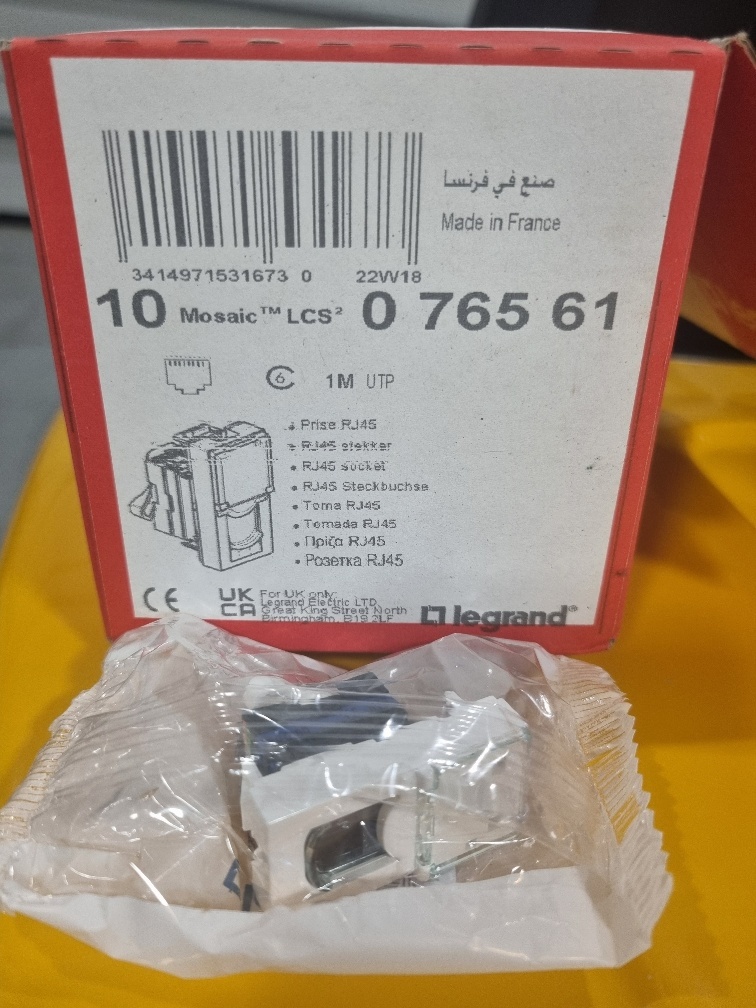 صنع في فرنسا
Made in France
3414971531673 0 22W18
10 Mosaic™ LCS² 0 765 61
6 1M UTP
• Prise RJ45
• RJ45 stekker
• RJ45 socket
• RJ45 Steckbuchse
• Toma RJ45
• Tomada RJ45
• Πρίζα RJ45
• Розетка RJ45
CE UK CA For UK only:
Legrand Electric LTD
Great King Street North
Birmingham, B19 2LF
legrand®